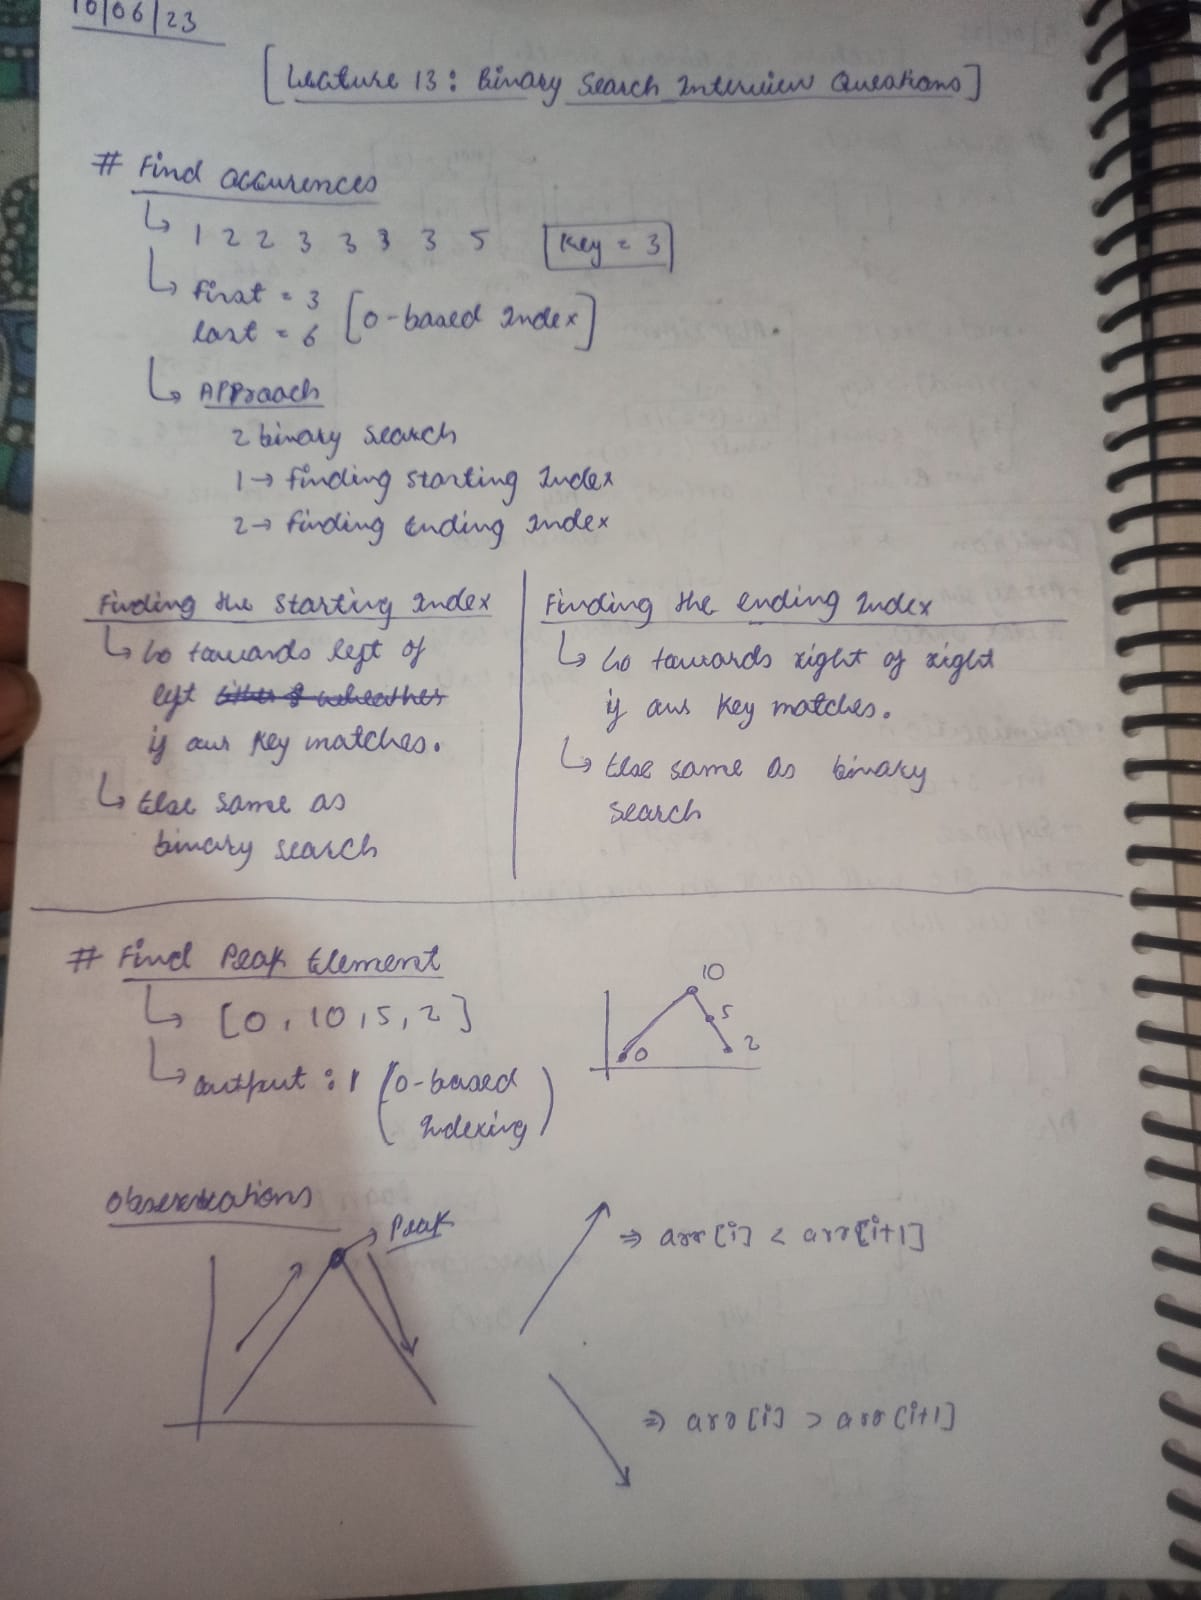 10/06/23
[Lecture 13: Binary Search Interview Questions]
# Find occurences
↳ 1 2 2 3 3 3 3 5 Key = 3
↳ first = 3
last = 6 [0-based Index]
↳ Approach
2 binary search
1 → finding starting Index
2 → finding Ending Index
Finding the Starting Index
↳ Go towards left of
left
if our key matches.
↳ Else same as
binary search
Finding the ending Index
↳ Go towards right of right
if our key matches.
↳ Else same as binary
search
# Find Peak Element
↳ [0, 10, 5, 2]
↳ output : 1 (0-based
Indexing)
10
5
0
2
Observations
Peak
⇒ arr[i] < arr[i+1]
⇒ arr[i] > arr[i+1]